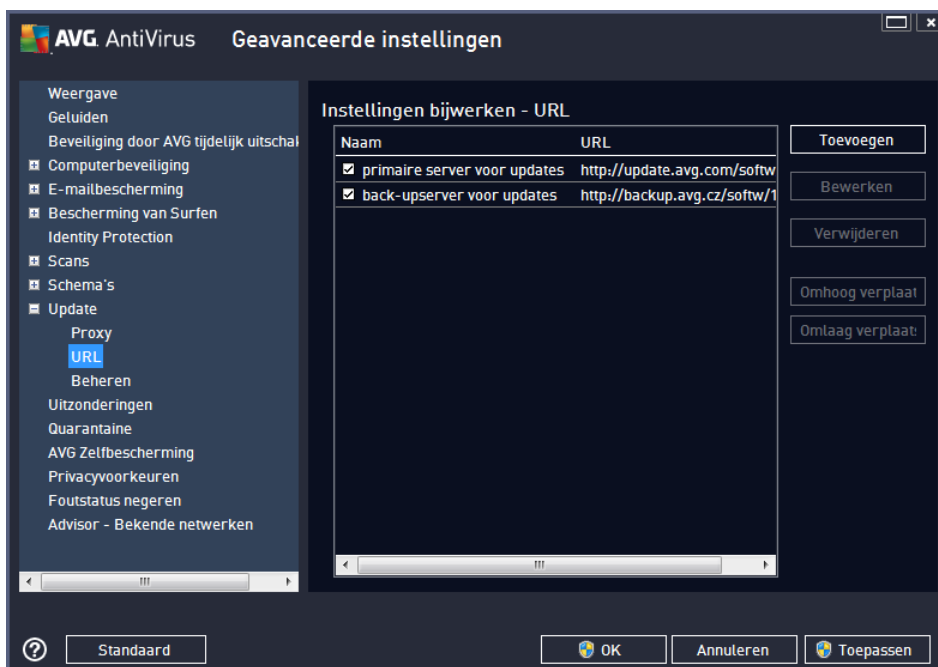 AVG. AntiVirus Geavanceerde instellingen
Weergave
Geluiden
Beveiliging door AVG tijdelijk uitschak
Computerbeveiliging
E-mailbescherming
Bescherming van Surfen
Identity Protection
Scans
Schema's
Update
Proxy
URL
Beheren
Uitzonderingen
Quarantaine
AVG Zelfbescherming
Privacyvoorkeuren
Foutstatus negeren
Advisor - Bekende netwerken
Instellingen bijwerken - URL
Naam URL
primaire server voor updates http://update.avg.com/softw
back-upserver voor updates http://backup.avg.cz/softw/1
Toevoegen
Bewerken
Verwijderen
Omhoog verplaat
Omlaag verplaats
? Standaard OK Annuleren Toepassen